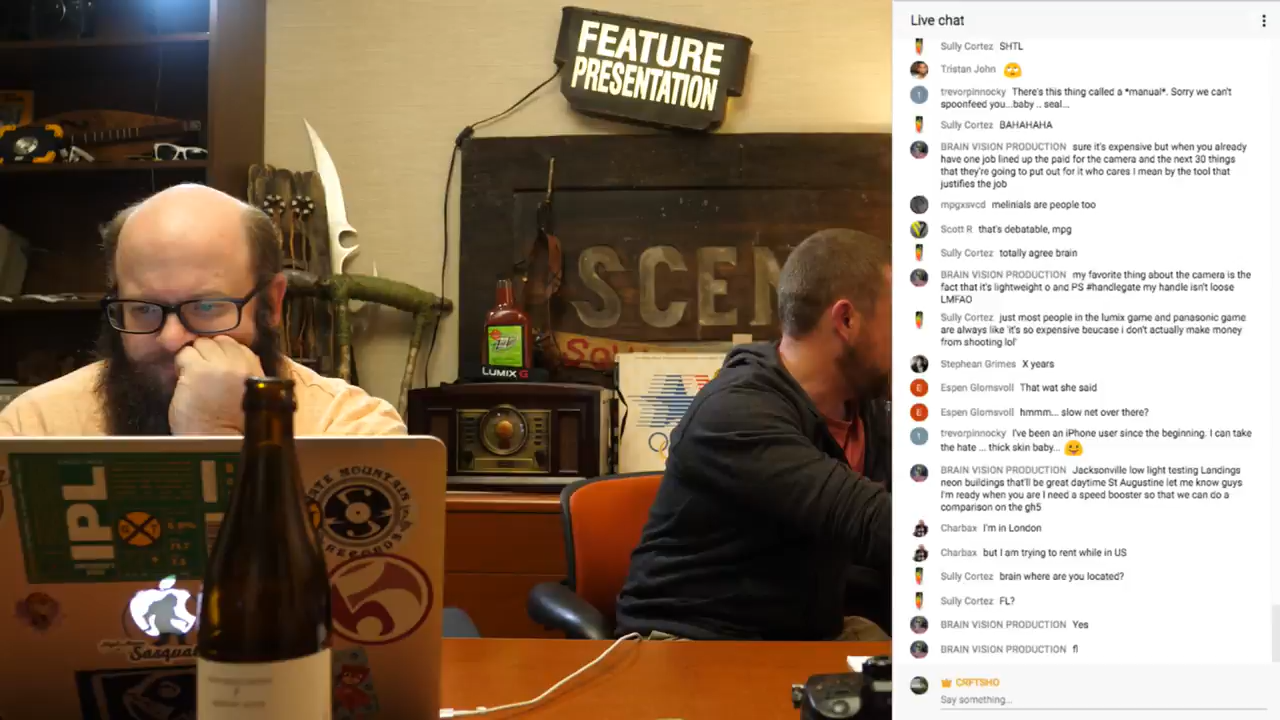 FEATURE
PRESENTATION
SCEN
LUMIX G
IPL
RECORDS
Sasquat
Live chat
Sully Cortez SHTL
Tristan John
trevorpinnocky There's this thing called a *manual*. Sorry we can't
spoonfeed you...baby .. seal...
Sully Cortez BAHAHAHA
BRAIN VISION PRODUCTION sure it's expensive but when you already
have one job lined up the paid for the camera and the next 30 things
that they're going to put out for it who cares I mean by the tool that
justifies the job
mpgxsvcd melinials are people too
Scott R that's debatable, mpg
Sully Cortez totally agree brain
BRAIN VISION PRODUCTION my favorite thing about the camera is the
fact that it's lightweight o and PS #handlegate my handle isn't loose
LMFAO
Sully Cortez just most people in the lumix game and panasonic game
are always like 'it's so expensive beucase i don't actually make money
from shooting lol'
Stephean Grimes X years
Espen Glomsvoll That wat she said
Espen Glomsvoll hmmm... slow net over there?
trevorpinnocky I've been an iPhone user since the beginning. I can take
the hate ... thick skin baby...
BRAIN VISION PRODUCTION Jacksonville low light testing Landings
neon buildings that'll be great daytime St Augustine let me know guys
I'm ready when you are I need a speed booster so that we can do a
comparison on the gh5
Charbax I'm in London
Charbax but I am trying to rent while in US
Sully Cortez brain where are you located?
Sully Cortez FL?
BRAIN VISION PRODUCTION Yes
BRAIN VISION PRODUCTION fl
CRFTSHO
Say something...